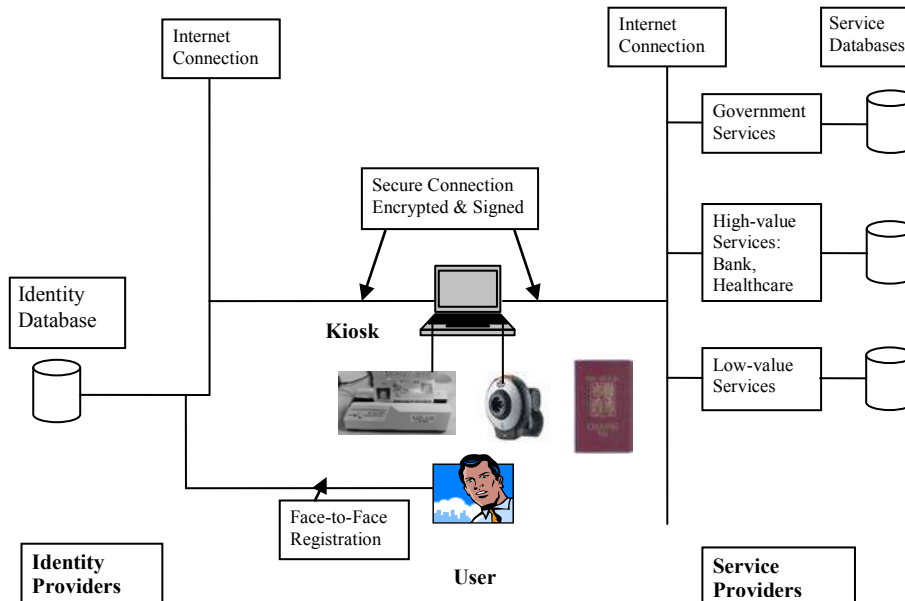 Internet
Connection
Internet
Connection
Service
Databases
Government
Services
Secure Connection
Encrypted & Signed
High-value
Services:
Bank,
Healthcare
Identity
Database
Kiosk
Low-value
Services
Face-to-Face
Registration
User
Identity
Providers
Service
Providers